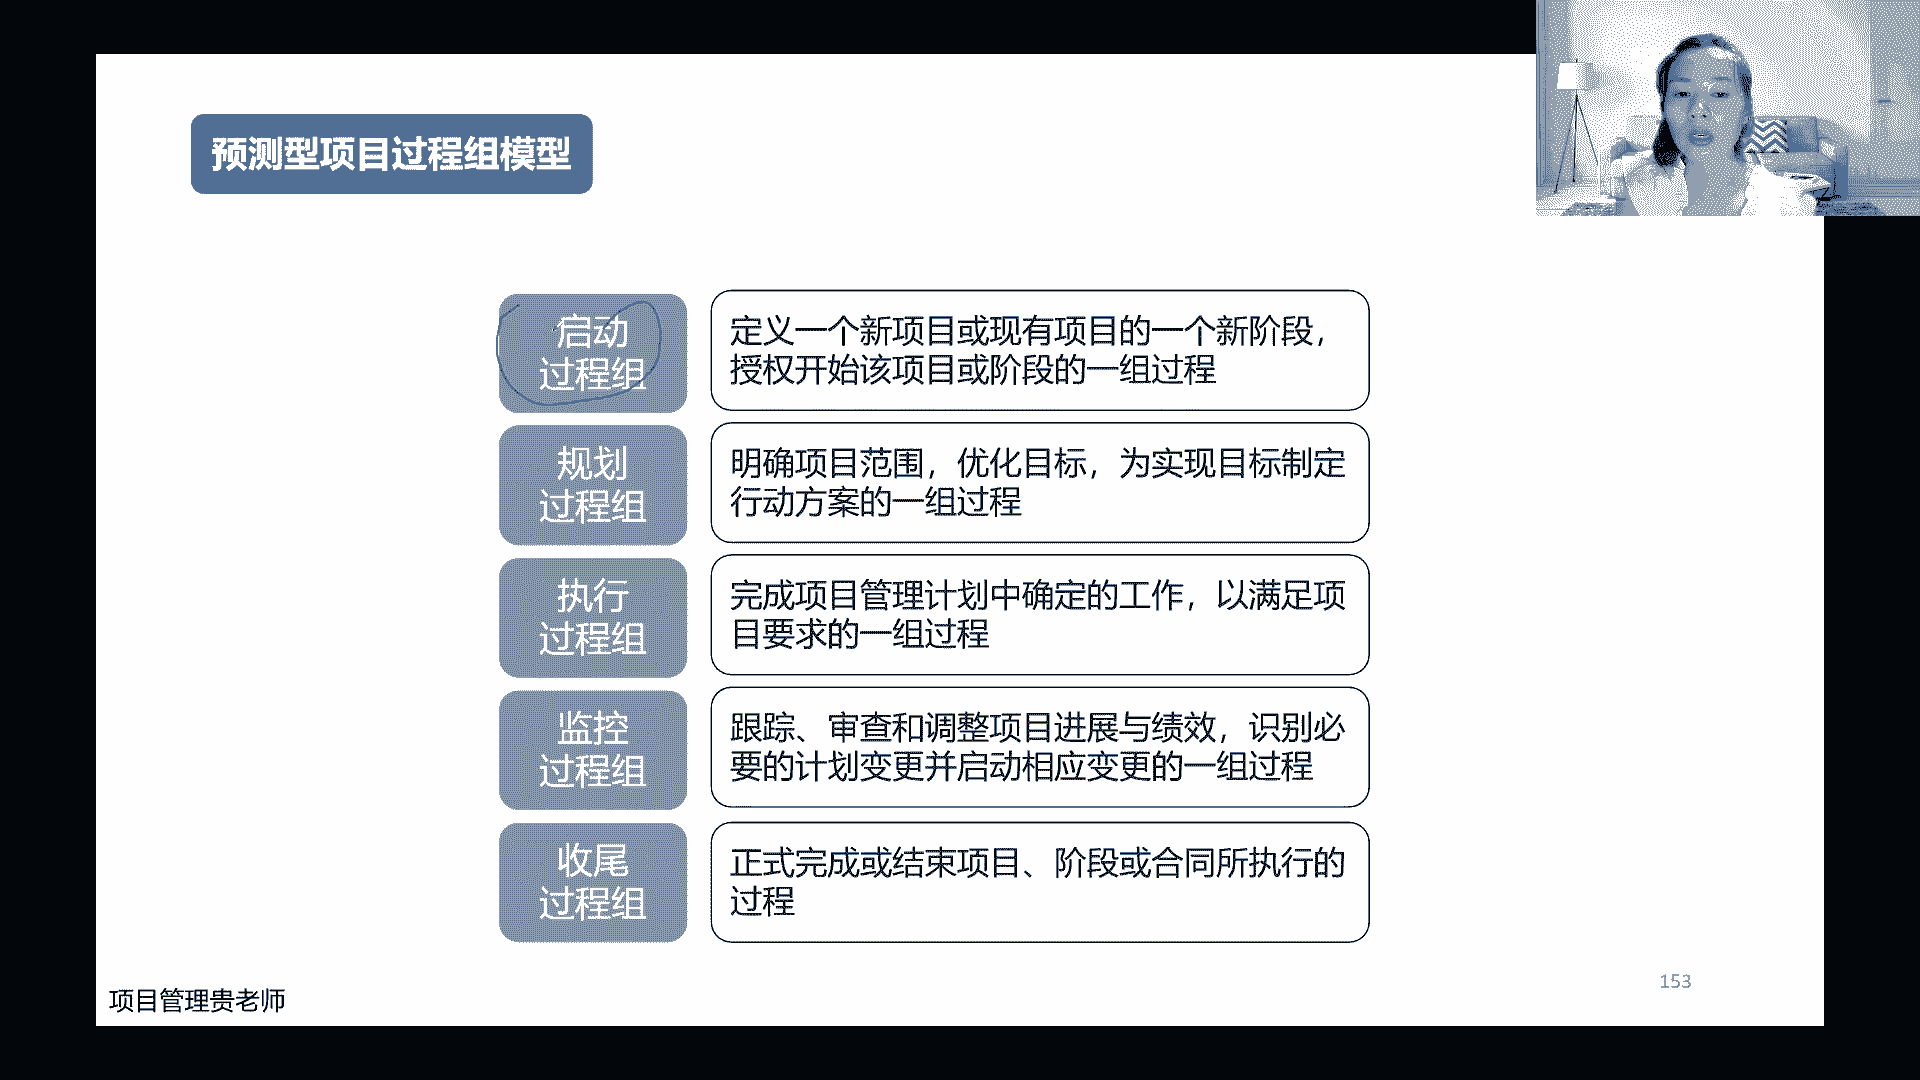 预测型项目过程组模型
启动
过程组
定义一个新项目或现有项目的一个新阶段，
授权开始该项目或阶段的一组过程
规划
过程组
明确项目范围，优化目标，为实现目标制定
行动方案的一组过程
执行
过程组
完成项目管理计划中确定的工作，以满足项
目要求的一组过程
监控
过程组
跟踪、审查和调整项目进展与绩效，识别必
要的计划变更并启动相应变更的一组过程
收尾
过程组
正式完成或结束项目、阶段或合同所执行的
过程
153
项目管理贵老师